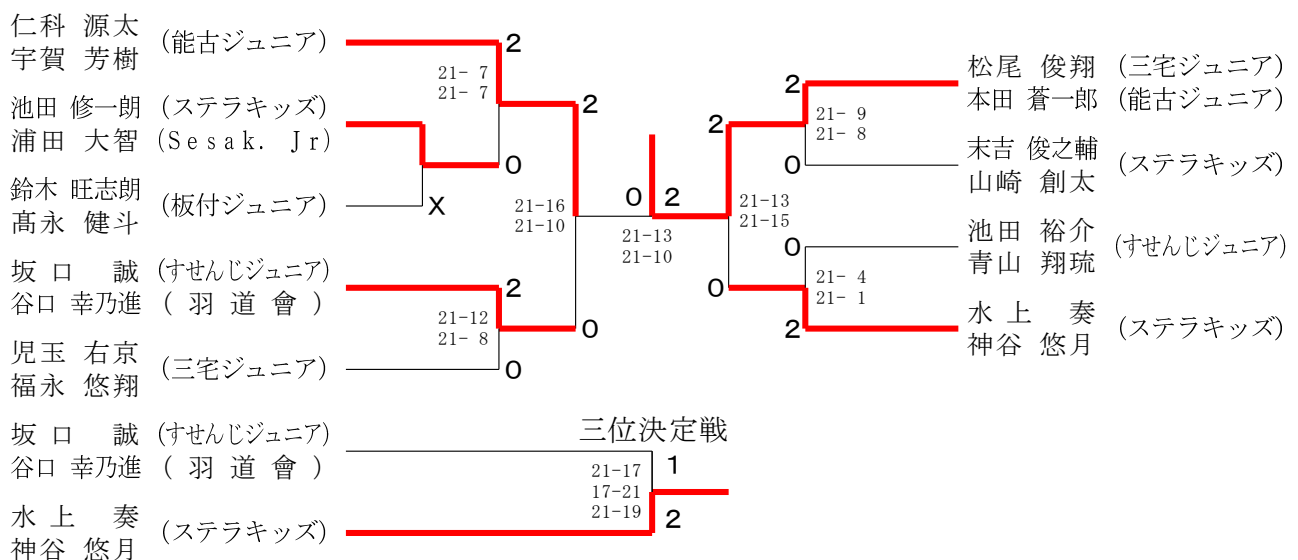 仁科 源太
宇賀 芳樹
(能古ジュニア)
2
21- 7
21- 7
池田 修一朗 (ステラキッズ)
浦田 大智 (Sesak. Jr)
2
0
鈴木 旺志朗
髙永 健斗
(板付ジュニア)
X
21-16
21-10
坂口 誠 (すせんじジュニア)
谷口 幸乃進 (羽道會)
2
21-12
21- 8
0
児玉 右京
福永 悠翔
(三宅ジュニア)
0
0 2
21-13
21-10
松尾 俊翔 (三宅ジュニア)
本田 蒼一郎 (能古ジュニア)
2
21- 9
21- 8
2
末吉 俊之輔
山崎 創太
(ステラキッズ)
0
21-13
21-15
池田 裕介
青山 翔琉
(すせんじジュニア)
0
21- 4
21- 1
0
水上 奏
神谷 悠月
(ステラキッズ)
2
三位決定戦
坂口 誠 (すせんじジュニア)
谷口 幸乃進 (羽道會)
1
21-17
17-21
21-19
水上 奏
神谷 悠月
(ステラキッズ)
2